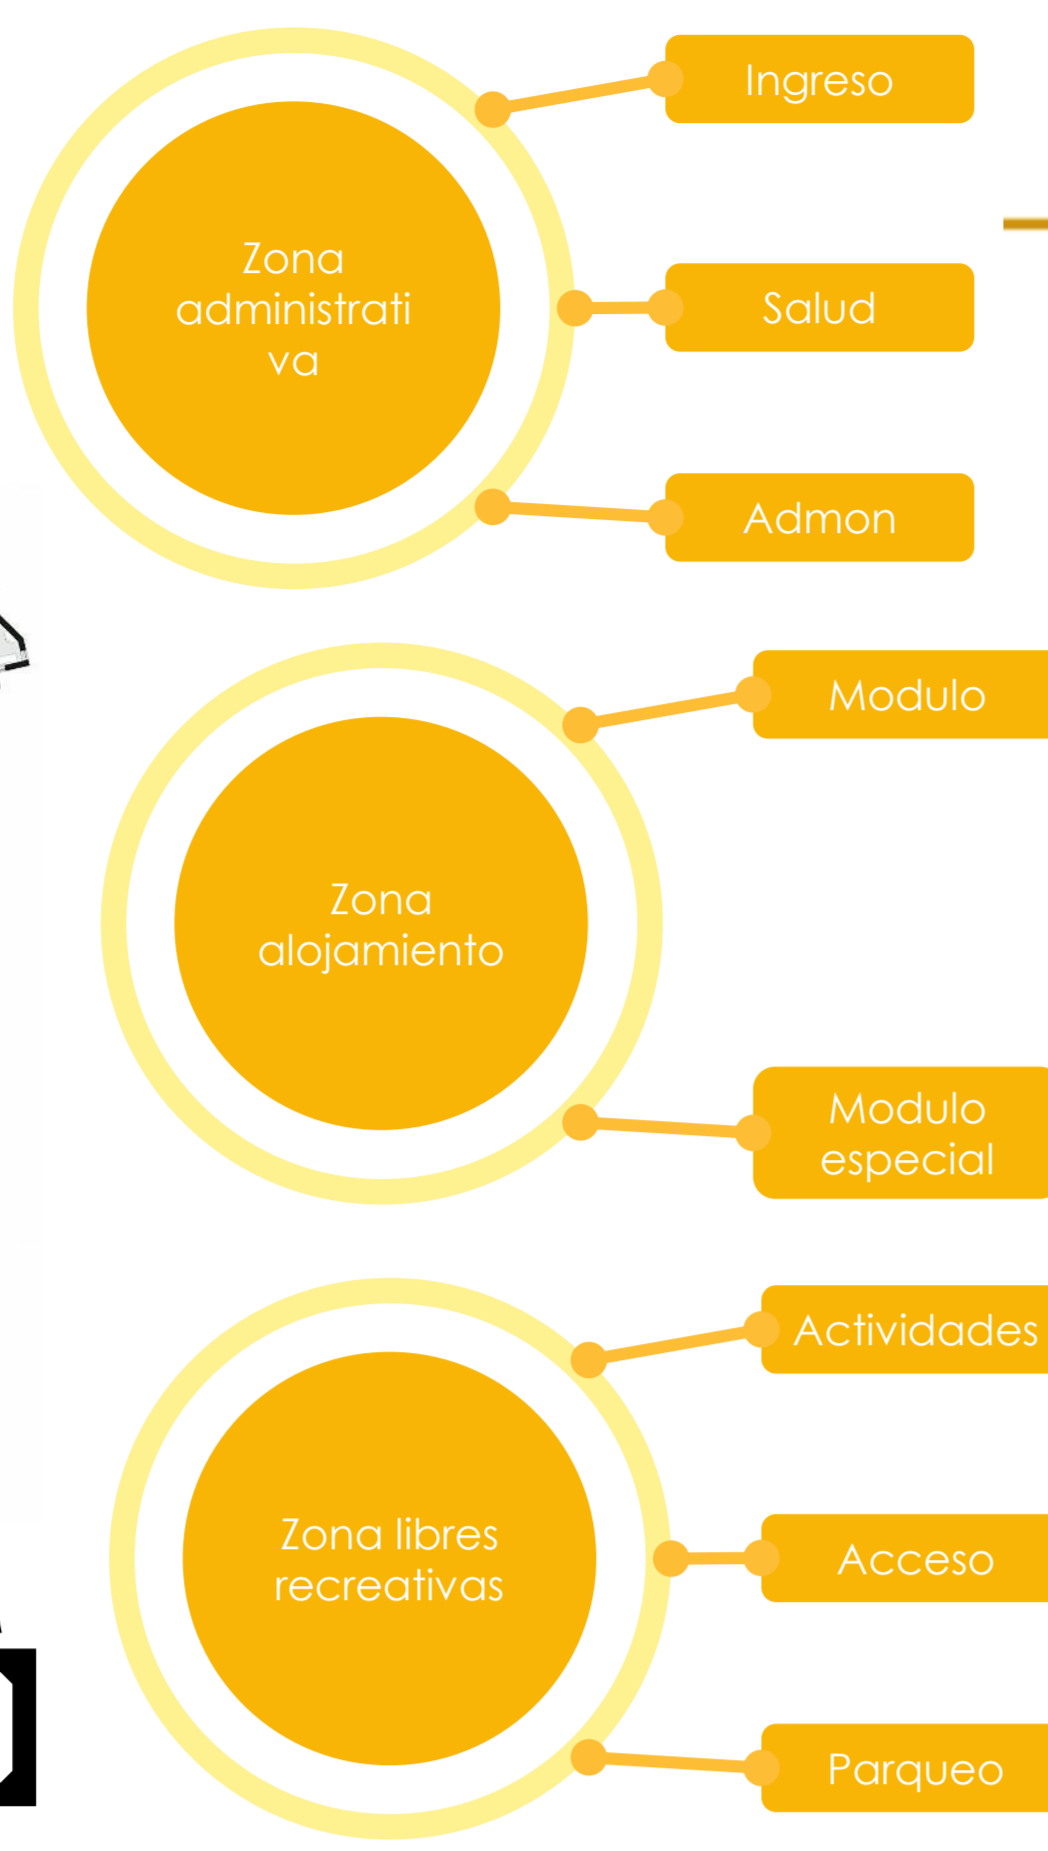 Ingreso
Zona
administrati
va
Salud
Admon
Modulo
Zona
alojamiento
Modulo
especial
Actividades
Zona libres
recreativas
Acceso
Parqueo